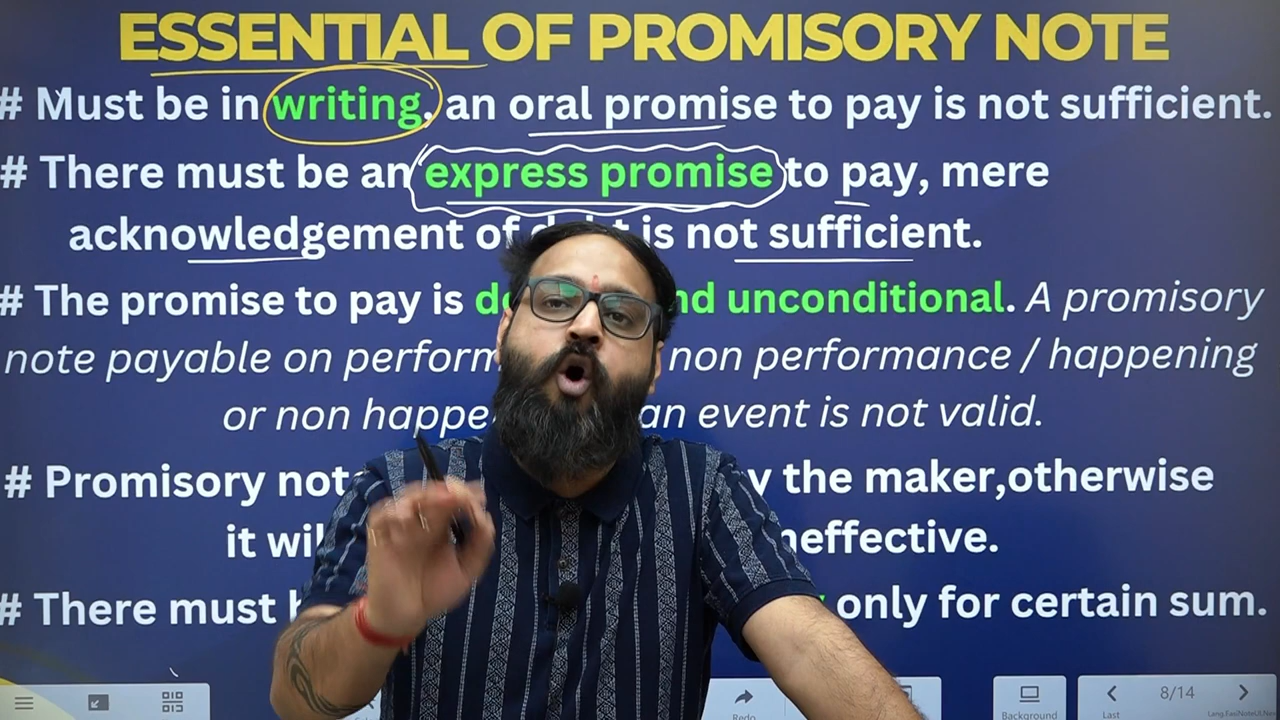 ESSENTIAL OF PROMISORY NOTE
# Must be in writing. an oral promise to pay is not sufficient.
# There must be an express promise to pay, mere
acknowledgement of debt is not sufficient.
# The promise to pay is nd unconditional. A promisory
note payable on perform non performance / happening
or non happe an event is not valid.
# Promisory not y the maker,otherwise
it wil neffective.
# There must only for certain sum.
Redo
Background
Last
8/14